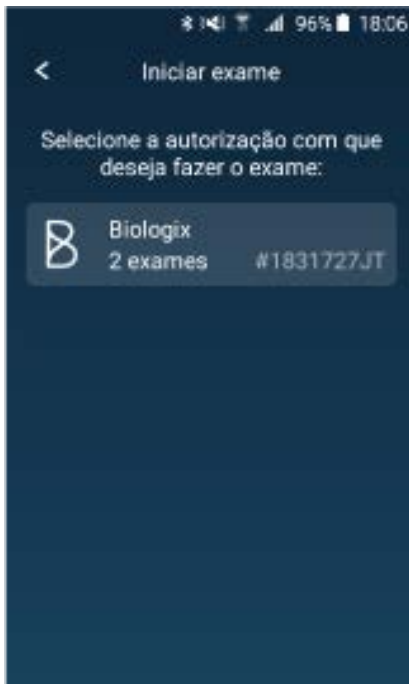 96% 18:06
< Iniciar exame
Selecione a autorização com que
deseja fazer o exame:
Biologix
2 exames #1831727JT